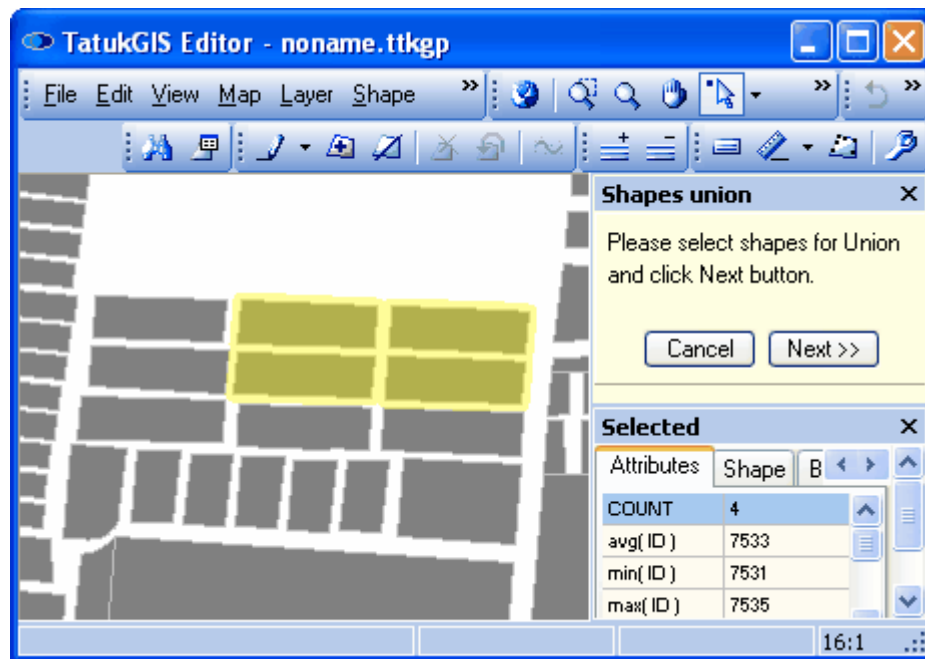 TatukGIS Editor - noname.ttkgp
File Edit View Map Layer Shape
Shapes union
Please select shapes for Union
and click Next button.
Cancel Next >>
Selected
Attributes Shape B
COUNT 4
avg( ID ) 7533
min( ID ) 7531
max( ID ) 7535
16:1